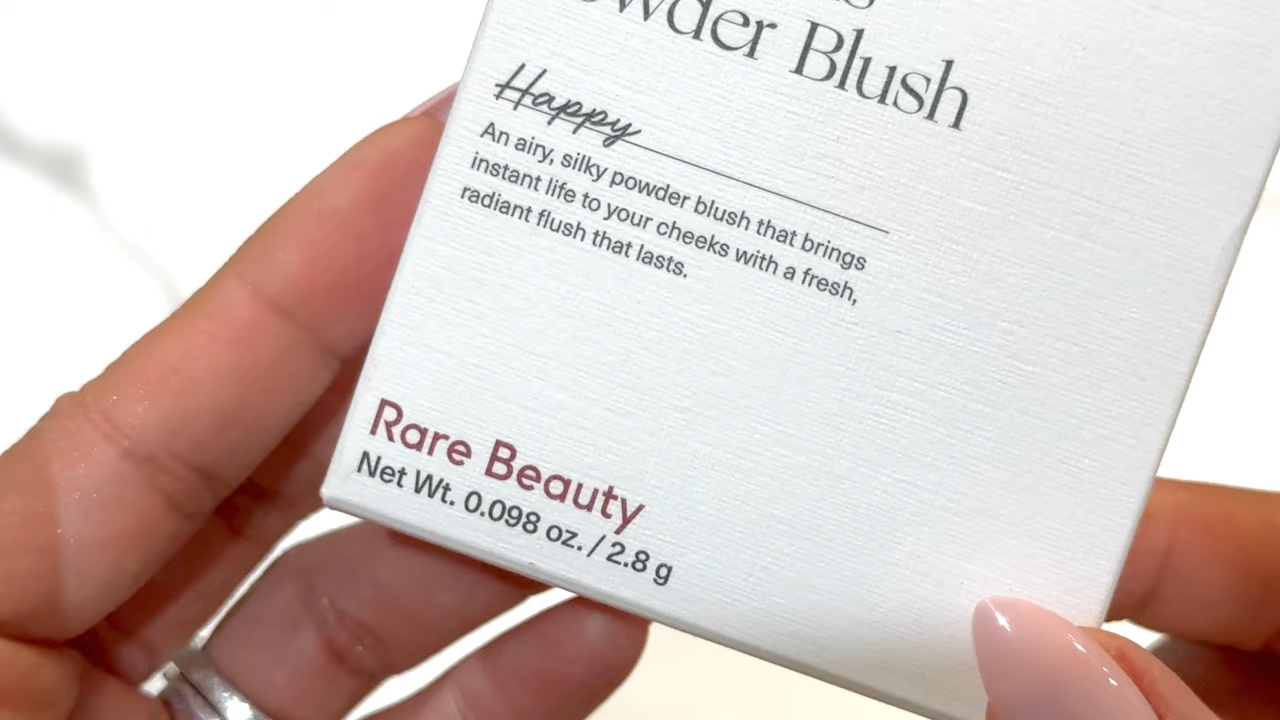 Blush
Happy
An airy, silky powder blush that brings
instant life to your cheeks with a fresh,
radiant flush that lasts.
Rare Beauty
Net Wt. 0.098 oz. / 2.8 g